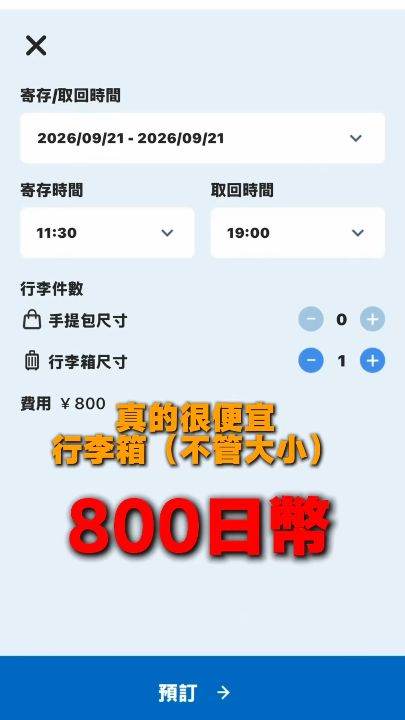 寄存/取回時間
2026/09/21 - 2026/09/21
寄存時間 取回時間
11:30 19:00
行李件數
手提包尺寸 − 0 +
行李箱尺寸 − 1 +
費用 ¥800
真的很便宜
行李箱（不管大小）
800日幣
預訂 →